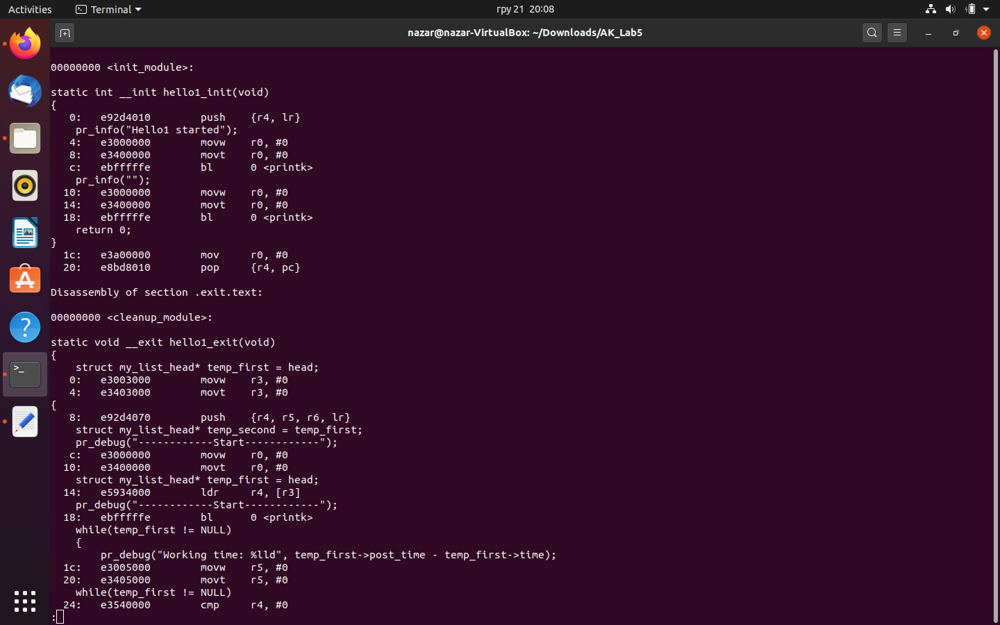 Activities Terminal гру 21 20:08
nazar@nazar-VirtualBox: ~/Downloads/AK_Lab5
00000000 <init_module>:
static int __init hello1_init(void)
{
0: e92d4010 push {r4, lr}
pr_info("Hello1 started");
4: e3000000 movw r0, #0
8: e3400000 movt r0, #0
c: ebfffffe bl 0 <printk>
pr_info("");
10: e3000000 movw r0, #0
14: e3400000 movt r0, #0
18: ebfffffe bl 0 <printk>
return 0;
}
1c: e3a00000 mov r0, #0
20: e8bd8010 pop {r4, pc}
Disassembly of section .exit.text:
00000000 <cleanup_module>:
static void __exit hello1_exit(void)
{
struct my_list_head* temp_first = head;
0: e3003000 movw r3, #0
4: e3403000 movt r3, #0
{
8: e92d4070 push {r4, r5, r6, lr}
struct my_list_head* temp_second = temp_first;
pr_debug("------------Start------------");
c: e3000000 movw r0, #0
10: e3400000 movt r0, #0
struct my_list_head* temp_first = head;
14: e5934000 ldr r4, [r3]
pr_debug("------------Start------------");
18: ebfffffe bl 0 <printk>
while(temp_first != NULL)
{
pr_debug("Working time: %lld", temp_first->post_time - temp_first->time);
1c: e3005000 movw r5, #0
20: e3405000 movt r5, #0
while(temp_first != NULL)
24: e3540000 cmp r4, #0
: